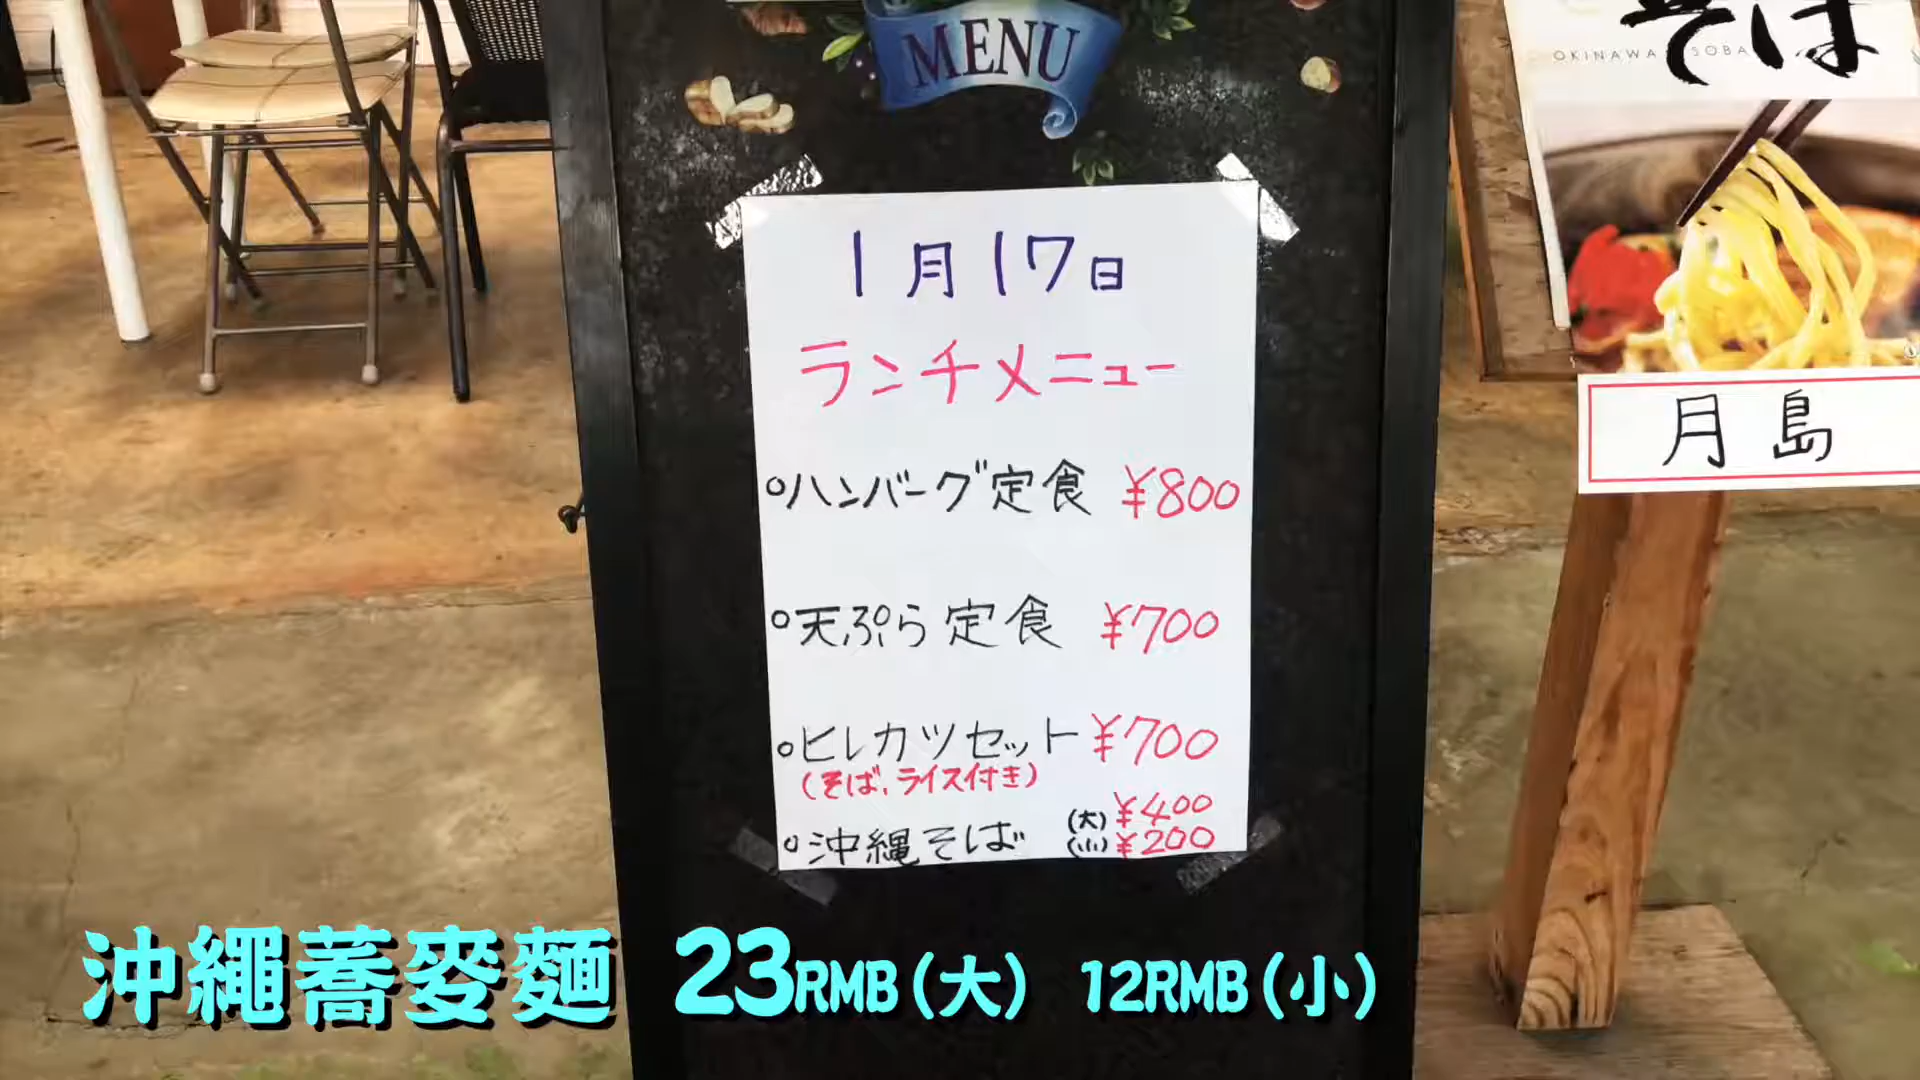 MENU
1月17日
ランチメニュー
○ハンバーグ定食 ¥800
○天ぷら定食 ¥700
○ヒレカツセット ¥700
(そば、ライス付き)
○沖縄そば (大) ¥400
(小) ¥200
そば
OKINAWA SOBA
月島
沖繩蕎麥麵 23RMB(大) 12RMB(小)